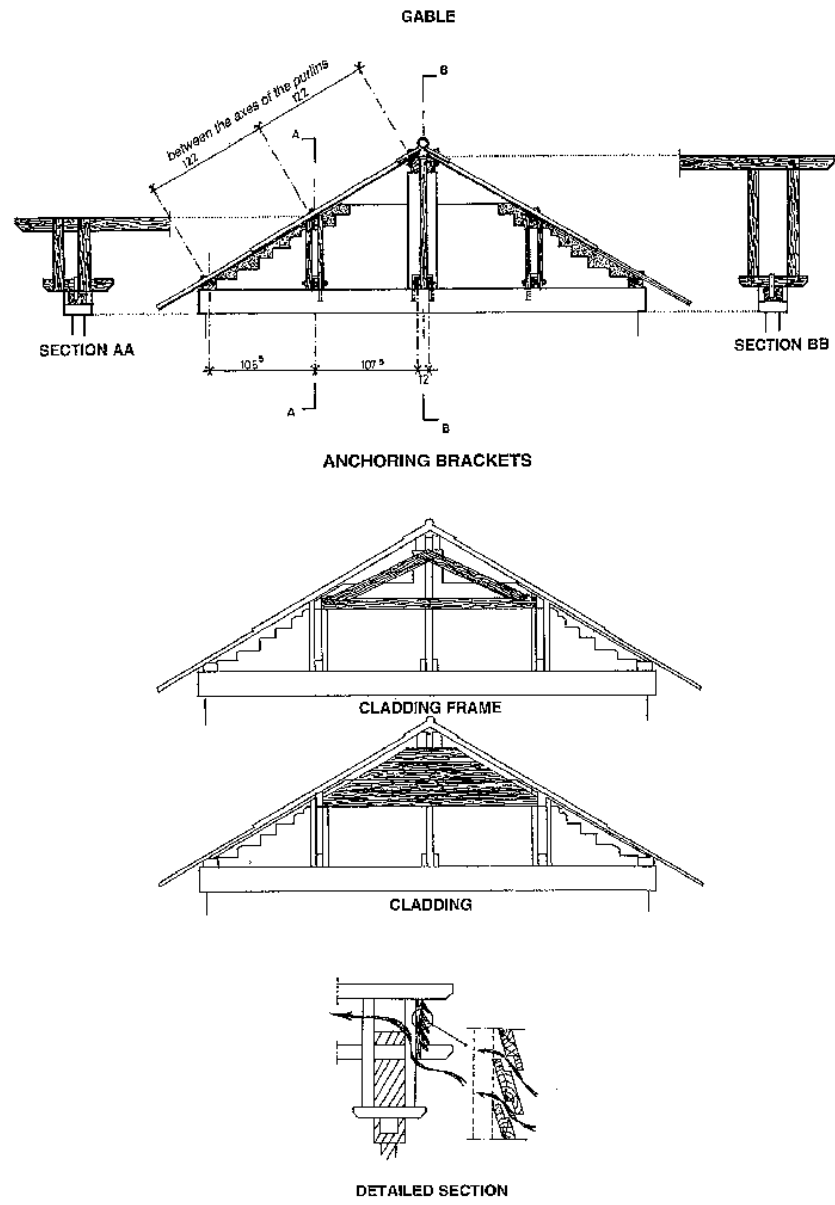 GABLE
B
between the axes of the purlins
122
122
A
SECTION AA
SECTION BB
106⁵
107⁵
12
A
B
ANCHORING BRACKETS
CLADDING FRAME
CLADDING
DETAILED SECTION